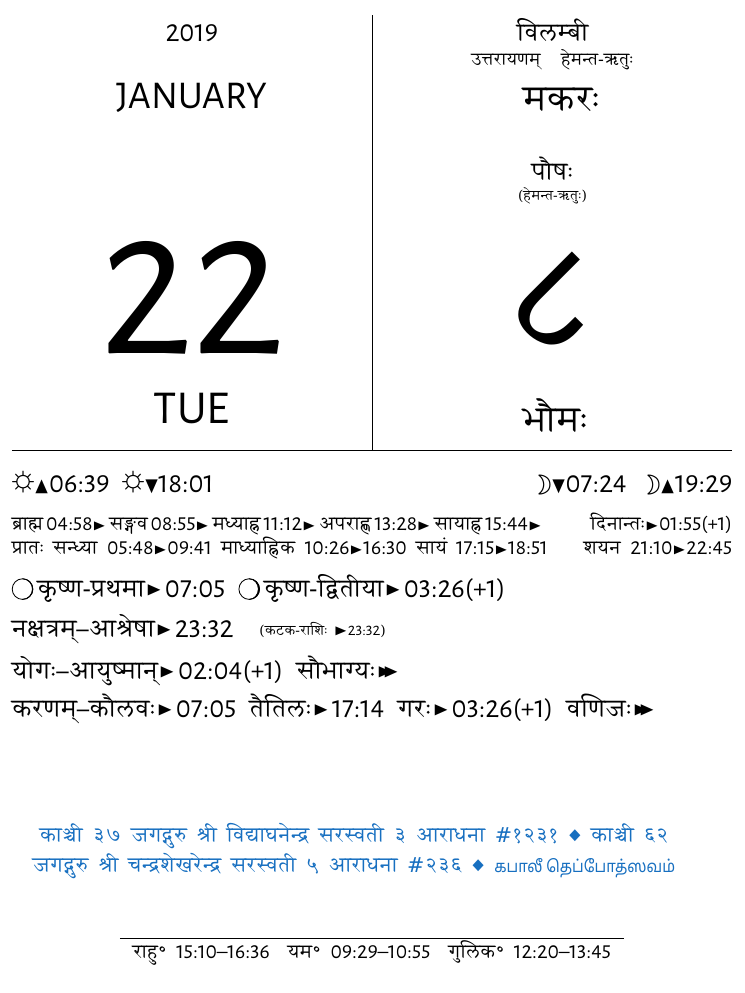 2019
JANUARY
22
TUE
विलम्बी
उत्तरायणम् हेमन्त-ऋतुः
मकरः
पौषः
(हेमन्त-ऋतुः)
८
भौमः
☼▲06:39 ☼▼18:01 ☽▼07:24 ☽▲19:29
ब्राह्म 04:58► सङ्गव 08:55► मध्याह्न 11:12► अपराह्ण 13:28► सायाह्न 15:44► दिनान्तः►01:55(+1)
प्रातः सन्ध्या 05:48►09:41 माध्याह्निक 10:26►16:30 सायं 17:15►18:51 शयन 21:10►22:45
◯ कृष्ण-प्रथमा► 07:05 ◯ कृष्ण-द्वितीया► 03:26(+1)
नक्षत्रम्–आश्रेषा► 23:32 (कटक-राशिः ►23:32)
योगः–आयुष्मान्► 02:04(+1) सौभाग्यः►►
करणम्–कौलवः► 07:05 तैतिलः► 17:14 गरः► 03:26(+1) वणिजः►►
काञ्ची ३७ जगद्गुरु श्री विद्याघनेन्द्र सरस्वती ३ आराधना #१२३१ ◆ काञ्ची ६२
जगद्गुरु श्री चन्द्रशेखरेन्द्र सरस्वती ५ आराधना #२३६ ◆ கபாலீ தெப்போத்ஸவம்
राहु॰ 15:10–16:36 यम॰ 09:29–10:55 गुलिक॰ 12:20–13:45